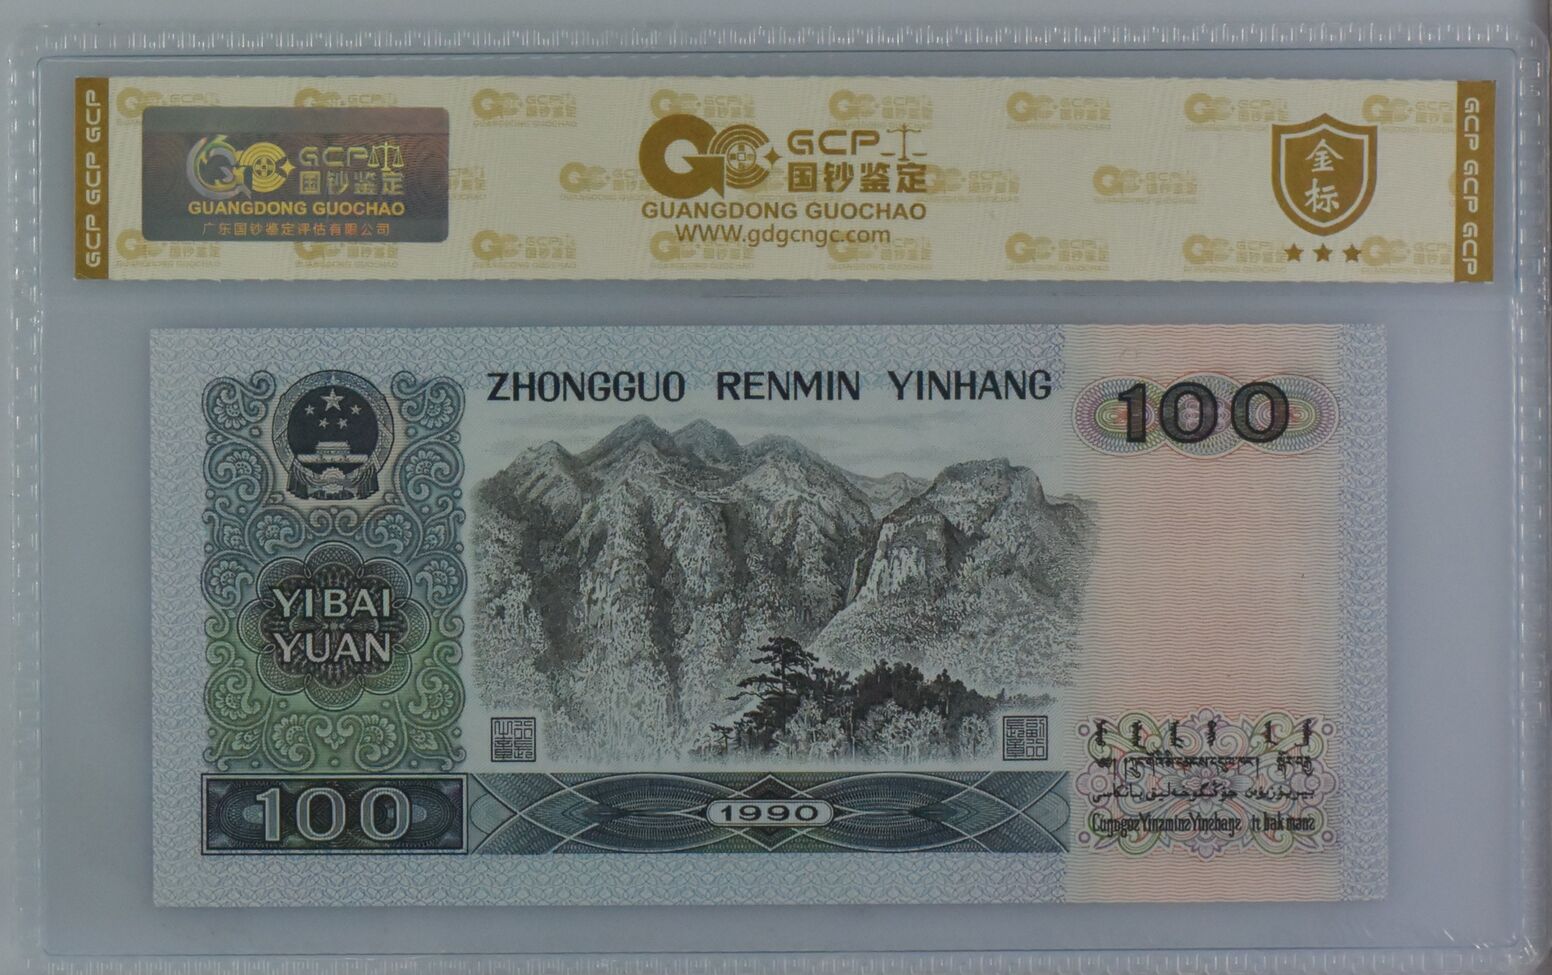 GCP GCP GCP
GCP
国钞鉴定
GUANGDONG GUOCHAO
广东国钞鉴定评估有限公司
GCP
国钞鉴定
GUANGDONG GUOCHAO
WWW.gdgcngc.com
金标
GCP GCP GCP
ZHONGGUO RENMIN YINHANG
100
YIBAI
YUAN
100
1990